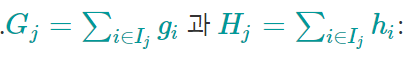 .$G_j = \sum_{i \in I_j} g_i$ 과 $H_j = \sum_{i \in I_j} h_i$: